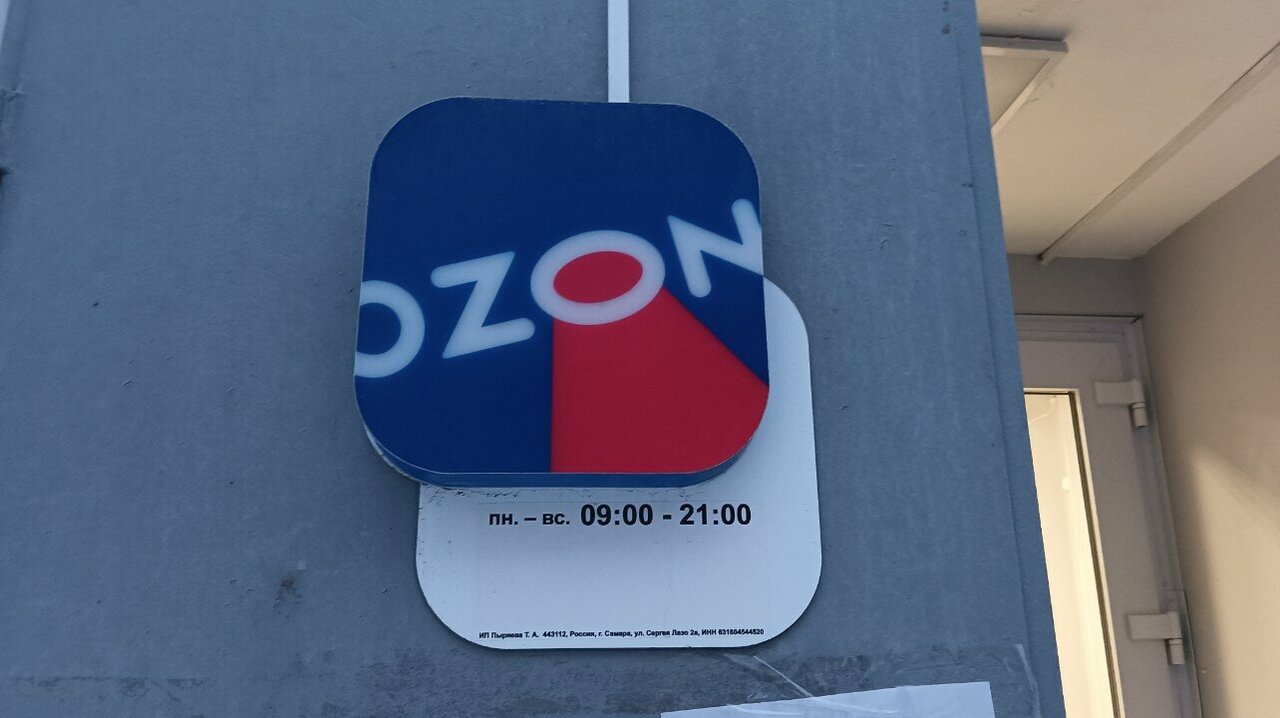 OZON
пн. – вс. 09:00 - 21:00
ИП Пыряева Т. А. 443112, Россия, г. Самара, ул. Сергея Лазо 2а, ИНН 631804544520